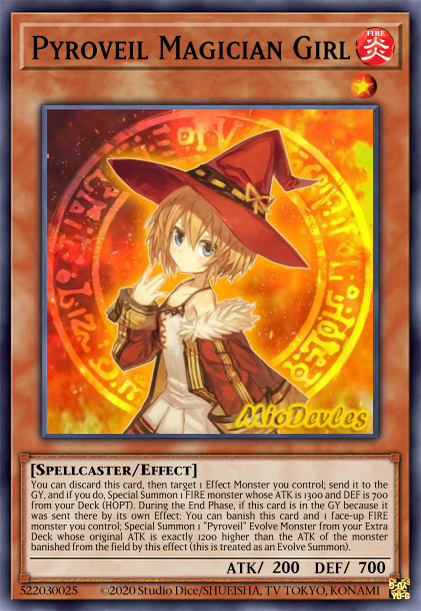 Pyroveil Magician Girl
FIRE
炎
MioDevles
[Spellcaster/Effect]
You can discard this card, then target 1 Effect Monster you control; send it to the
GY, and if you do, Special Summon 1 FIRE monster whose ATK is 1300 and DEF is 700
from your Deck (HOPT). During the End Phase, if this card is in the GY because it
was sent there by its own Effect: You can banish this card and 1 face-up FIRE
monster you control; Special Summon 1 "Pyroveil" Evolve Monster from your Extra
Deck whose original ATK is exactly 1200 higher than the ATK of the monster
banished from the field by this effect (this is treated as an Evolve Summon).
ATK/ 200 DEF/ 700
522030025 ©2020 Studio Dice/SHUEISHA, TV TOKYO, KONAMI